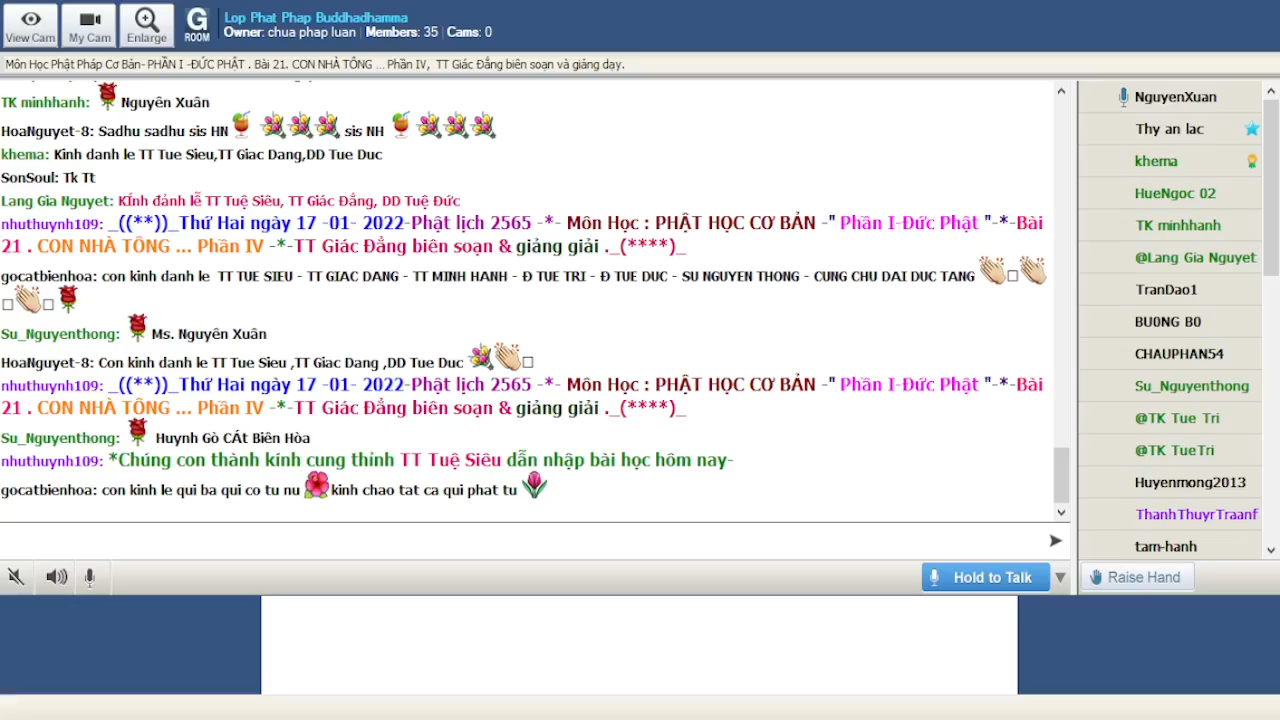 View Cam
My Cam
Enlarge
G
ROOM
Lop Phat Phap Buddhadhamma
Owner: chua phap luan | Members: 35 | Cams: 0
Môn Học Phật Pháp Cơ Bản- PHẦN I -ĐỨC PHẬT . Bài 21. CON NHÀ TÔNG ... Phần IV, TT Giác Đẳng biên soạn và giảng dạy.
TK minhhanh: Nguyên Xuân
HoaNguyet-8: Sadhu sadhu sis HN sis NH
khema: Kinh danh le TT Tue Sieu,TT Giac Dang,DD Tue Duc
SonSoul: Tk Tt
Lang Gia Nguyet: KÍnh đảnh lễ TT Tuệ Siêu, TT Giác Đẳng, DD Tuệ Đức
nhuthuynh109: _((**))_Thứ Hai ngày 17 -01- 2022-Phật lịch 2565 -*- Môn Học : PHẬT HỌC CƠ BẢN -" Phần I-Đức Phật "-*-Bài
21 . CON NHÀ TÔNG ... Phần IV -*-TT Giác Đẳng biên soạn & giảng giải ._(****)_
gocatbienhoa: con kinh danh le TT TUE SIEU - TT GIAC DANG - TT MINH HANH - Đ TUE TRI - Đ TUE DUC - SU NGUYEN THONG - CUNG CHU DAI DUC TANG
Su_Nguyenthong: Ms. Nguyên Xuân
HoaNguyet-8: Con kinh danh le TT Tue Sieu ,TT Giac Dang ,DD Tue Duc
nhuthuynh109: _((**))_Thứ Hai ngày 17 -01- 2022-Phật lịch 2565 -*- Môn Học : PHẬT HỌC CƠ BẢN -" Phần I-Đức Phật "-*-Bài
21 . CON NHÀ TÔNG ... Phần IV -*-TT Giác Đẳng biên soạn & giảng giải ._(****)_
Su_Nguyenthong: Huynh Gò CÁt Biên Hòa
nhuthuynh109: *Chúng con thành kính cung thỉnh TT Tuệ Siêu dẫn nhập bài học hôm nay-
gocatbienhoa: con kinh le qui ba qui co tu nu kinh chao tat ca qui phat tu
Hold to Talk
NguyenXuan
Thy an lac
khema
HueNgoc 02
TK minhhanh
@Lang Gia Nguyet
TranDao1
BU0NG B0
CHAUPHAN54
Su_Nguyenthong
@TK Tue Tri
@TK TueTri
Huyenmong2013
ThanhThuyrTraanf
tam-hanh
Raise Hand